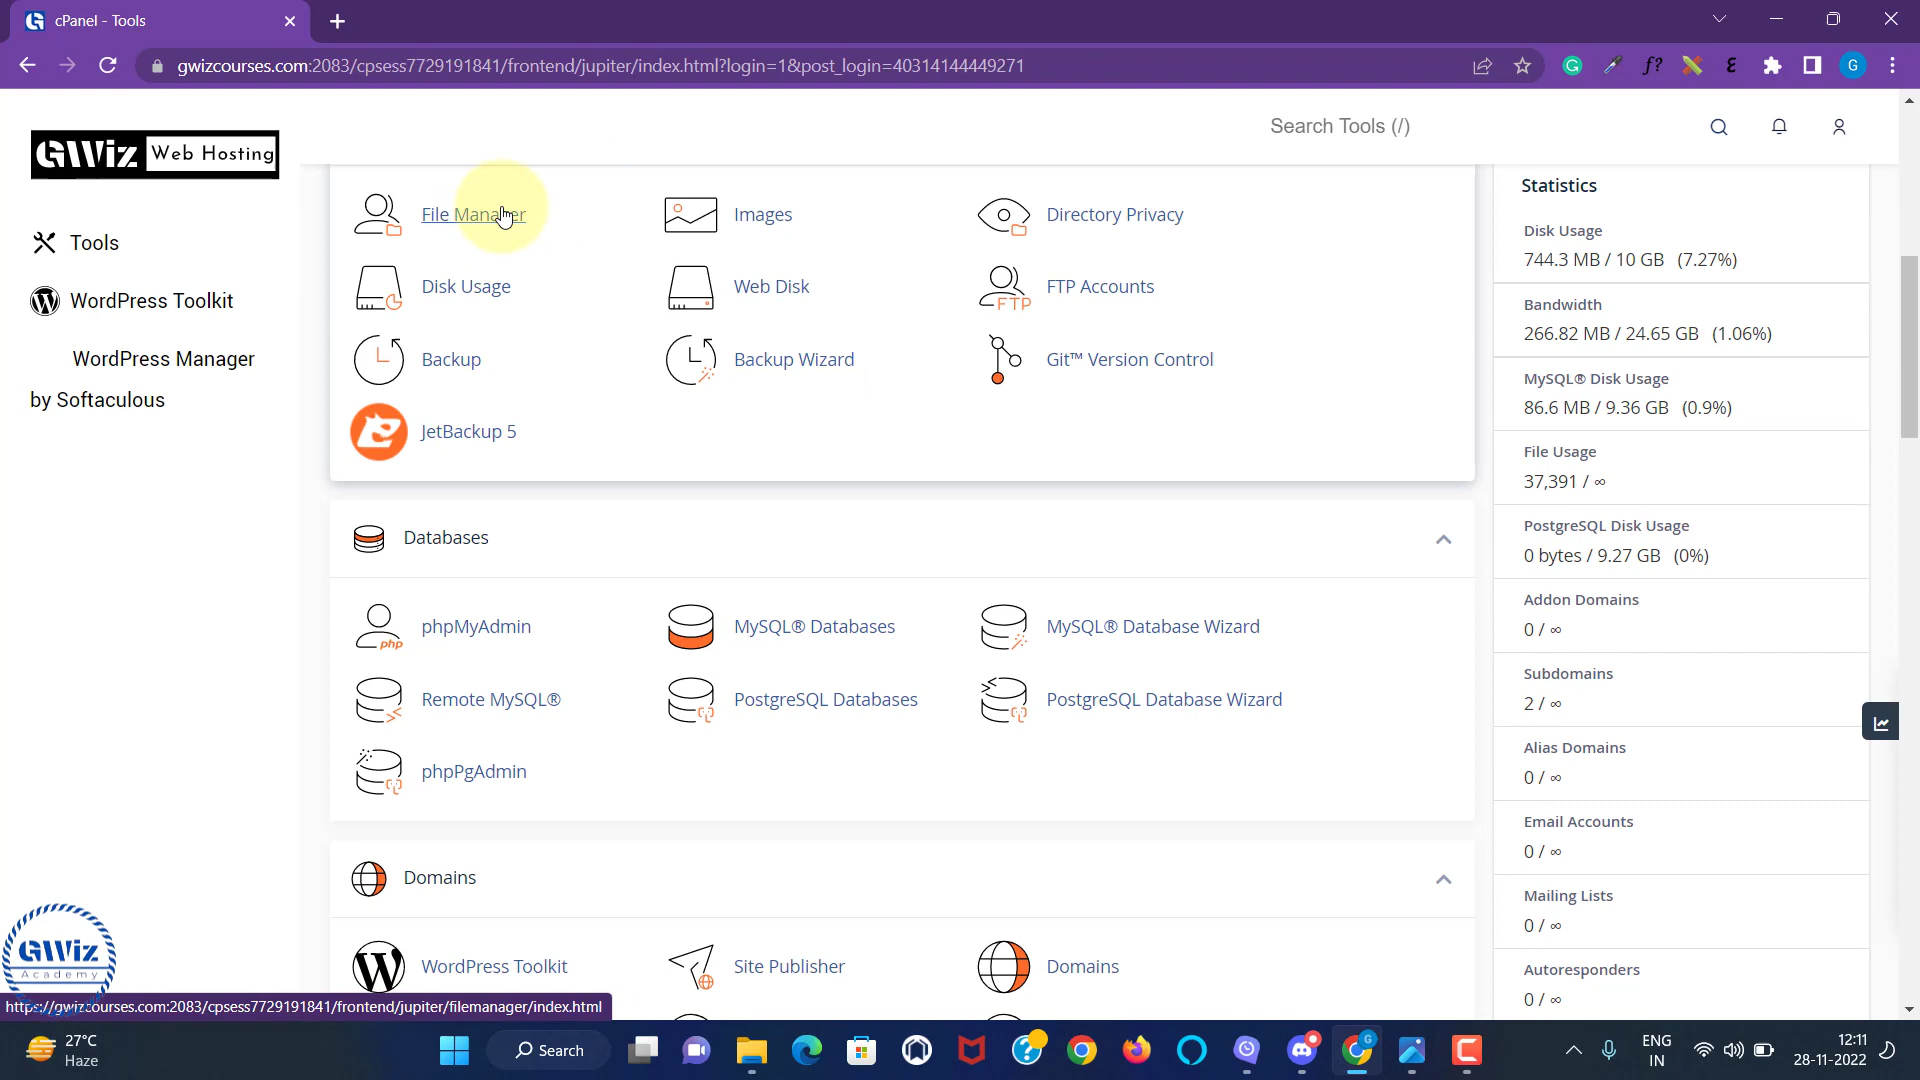 cPanel - Tools
gwizcourses.com:2083/cpsess7729191841/frontend/jupiter/index.html?login=1&post_login=40314144449271
f?
ε
G
GWiz Web Hosting
Search Tools (/)
Tools
WordPress Toolkit
WordPress Manager
by Softaculous
File Manager
Images
Directory Privacy
Disk Usage
Web Disk
FTP
FTP Accounts
Backup
Backup Wizard
Git™ Version Control
JetBackup 5
Databases
php
phpMyAdmin
MySQL® Databases
MySQL® Database Wizard
Remote MySQL®
PostgreSQL Databases
PostgreSQL Database Wizard
phpPgAdmin
Domains
WordPress Toolkit
Site Publisher
Domains
Statistics
Disk Usage
744.3 MB / 10 GB (7.27%)
Bandwidth
266.82 MB / 24.65 GB (1.06%)
MySQL® Disk Usage
86.6 MB / 9.36 GB (0.9%)
File Usage
37,391 / ∞
PostgreSQL Disk Usage
0 bytes / 9.27 GB (0%)
Addon Domains
0 / ∞
Subdomains
2 / ∞
Alias Domains
0 / ∞
Email Accounts
0 / ∞
Mailing Lists
0 / ∞
Autoresponders
0 / ∞
GWiz
Academy
https://gwizcourses.com:2083/cpsess7729191841/frontend/jupiter/filemanager/index.html
27°C
Haze
Search
ENG
IN
12:11
28-11-2022